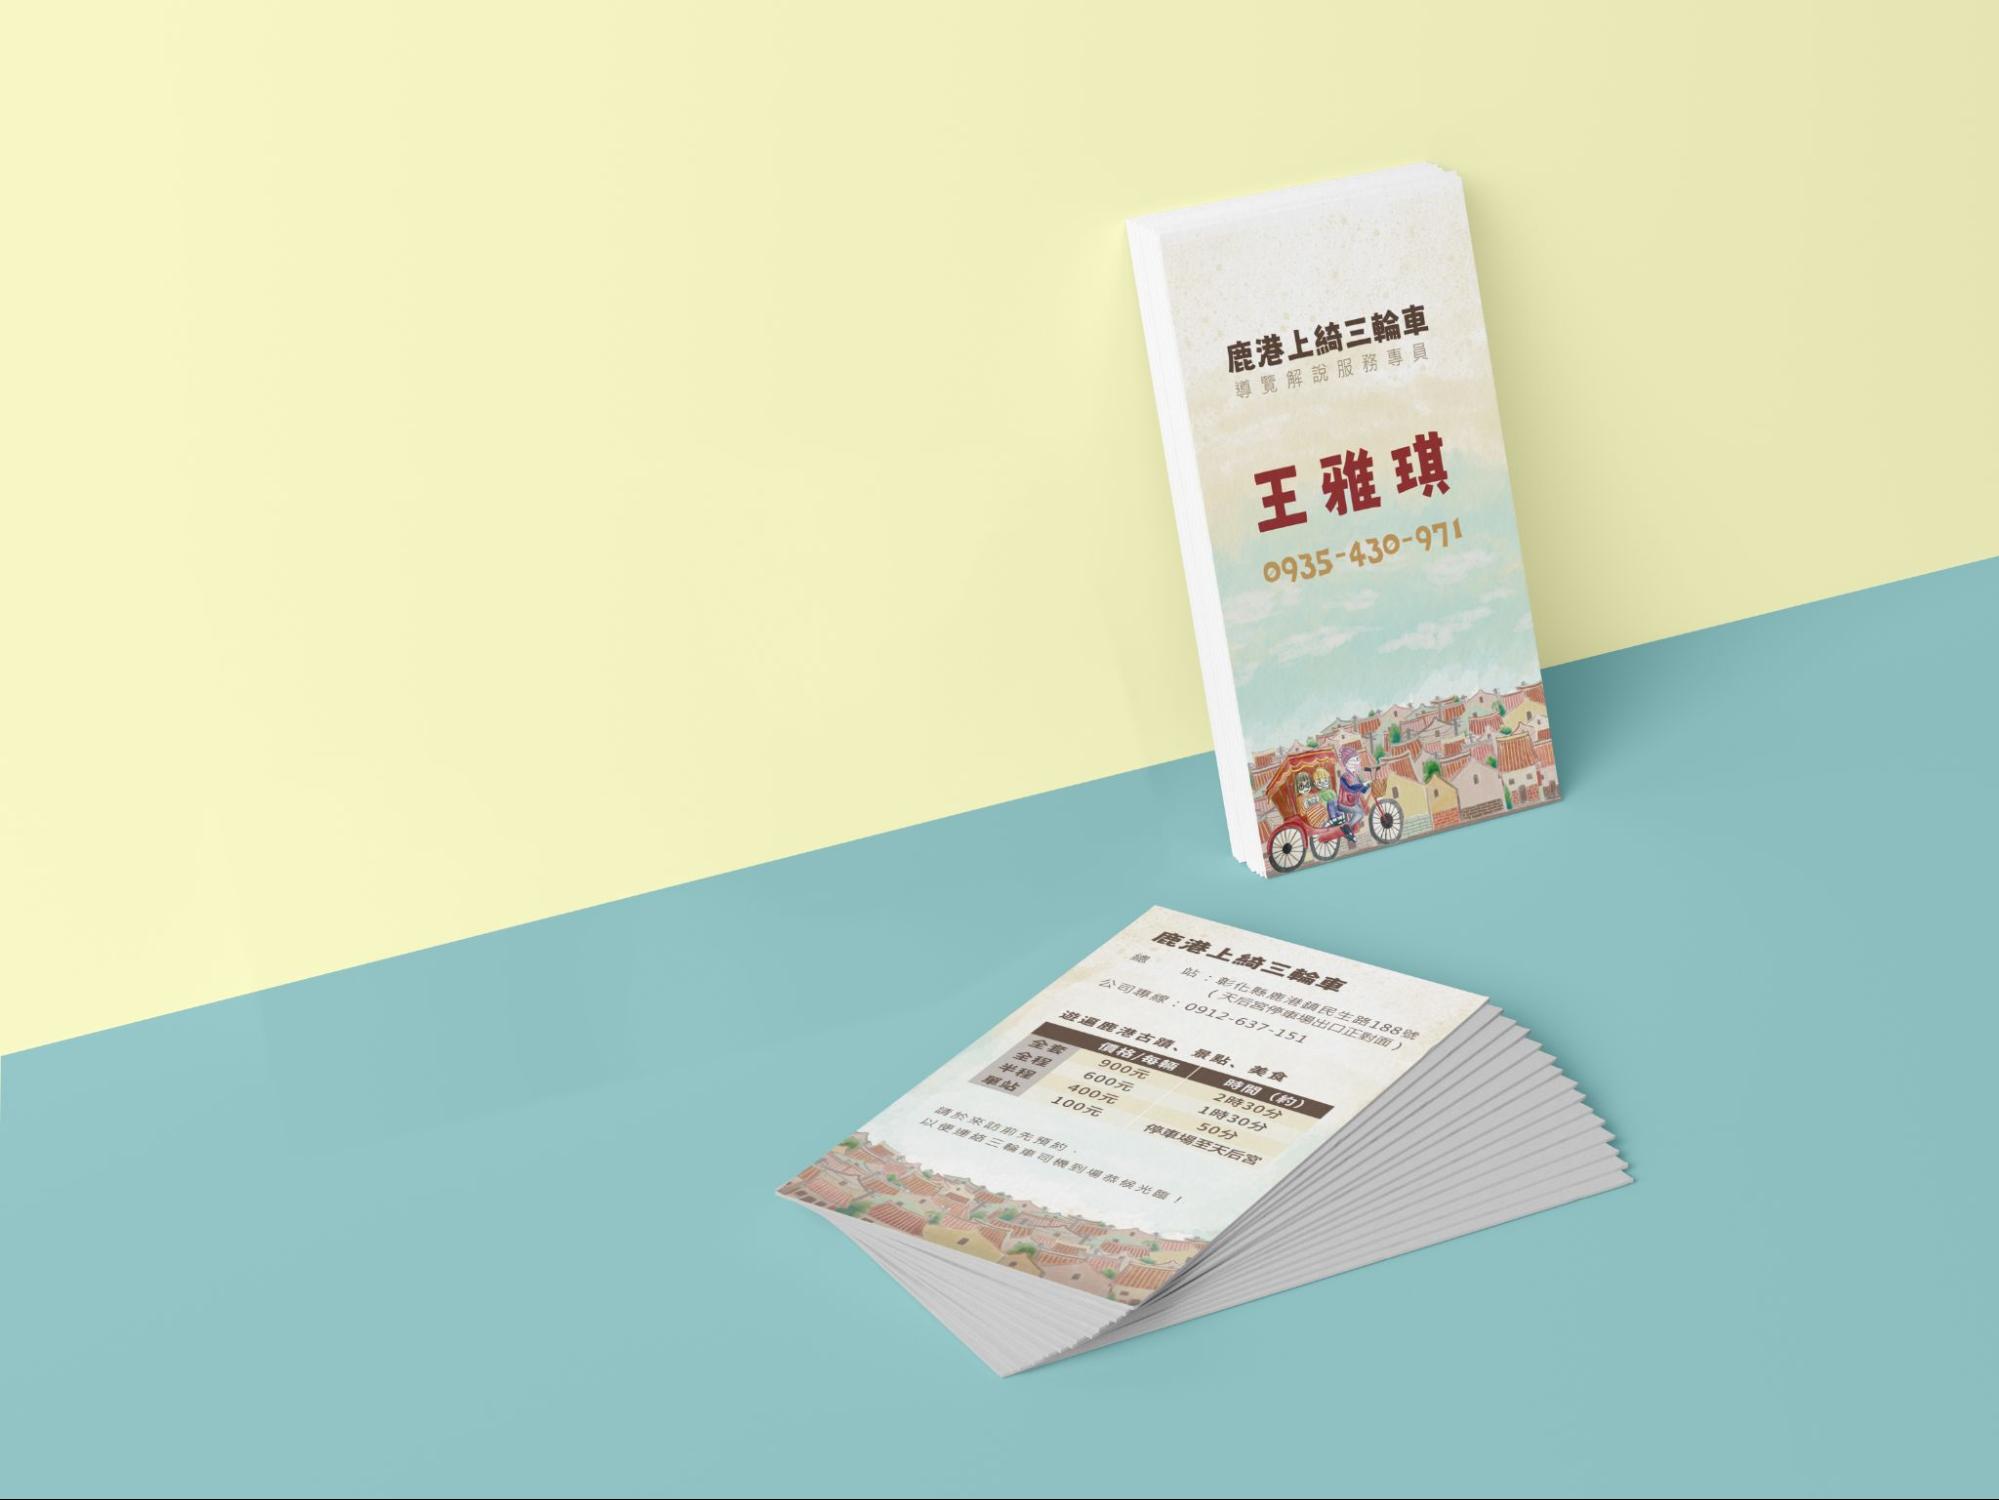 鹿港上綺三輪車
導覽解說服務專員
王雅琪
0935-430-971
鹿港上綺三輪車
總 站：彰化縣鹿港鎮民生路188號
（天后宮停車場出口正對面）
公司專線：0912-637-151
遊遍鹿港古蹟、景點、美食
價格/每輛 時間（約）
全套 900元 2時30分
全程 600元 1時30分
半程 400元 50分
單站 100元 停車場至天后宮
請於來訪前先預約，
以便連絡三輪車司機到場恭候光臨！